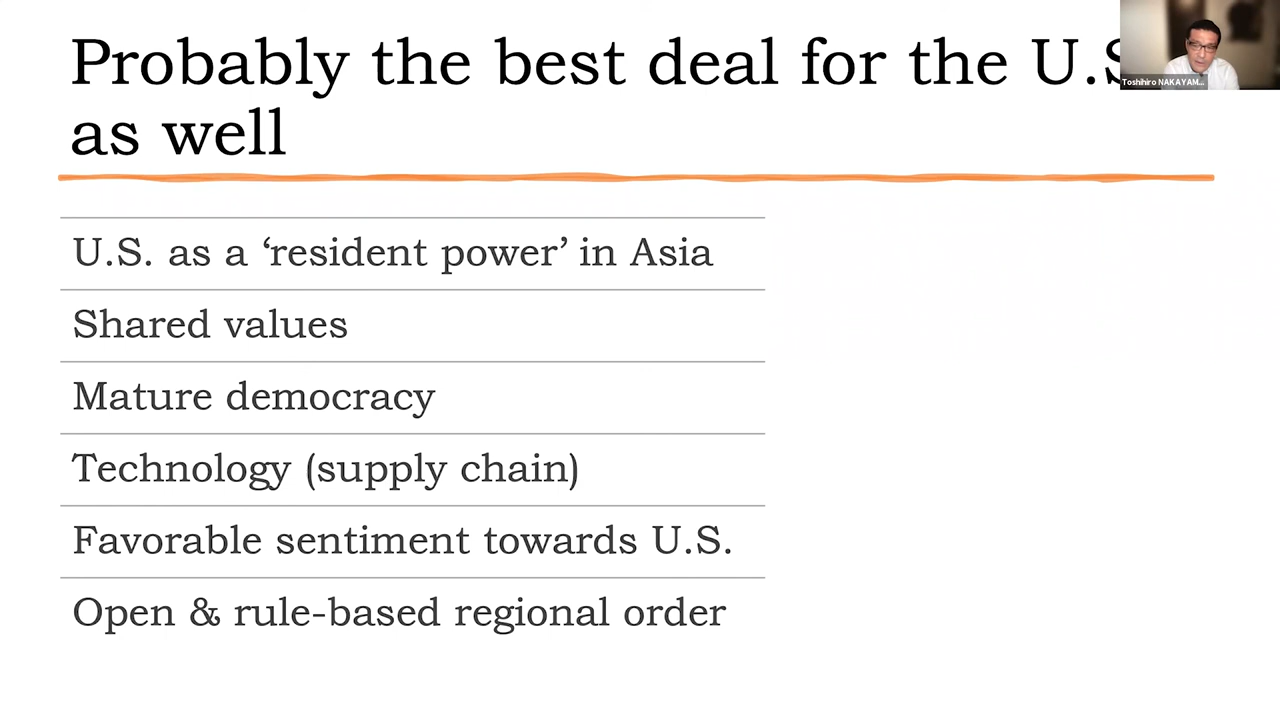 Probably the best deal for the U.S
as well
Toshihiro NAKAYAM...
U.S. as a ‘resident power’ in Asia
Shared values
Mature democracy
Technology (supply chain)
Favorable sentiment towards U.S.
Open & rule-based regional order